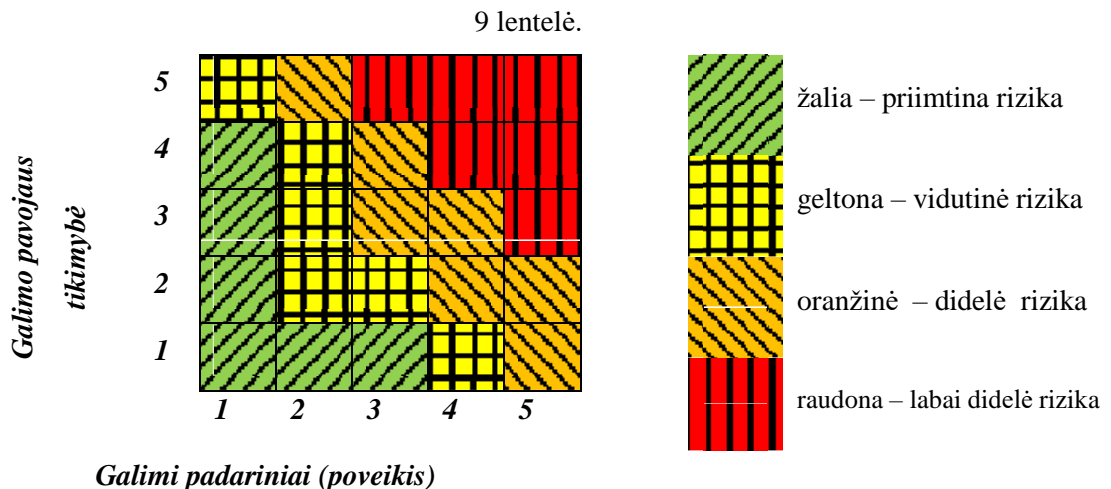 9 lentelė.
Galimo pavojaus
tikimybė
5
4
3
2
1
1 2 3 4 5
Galimi padariniai (poveikis)
žalia – priimtina rizika
geltona – vidutinė rizika
oranžinė – didelė rizika
raudona – labai didelė rizika